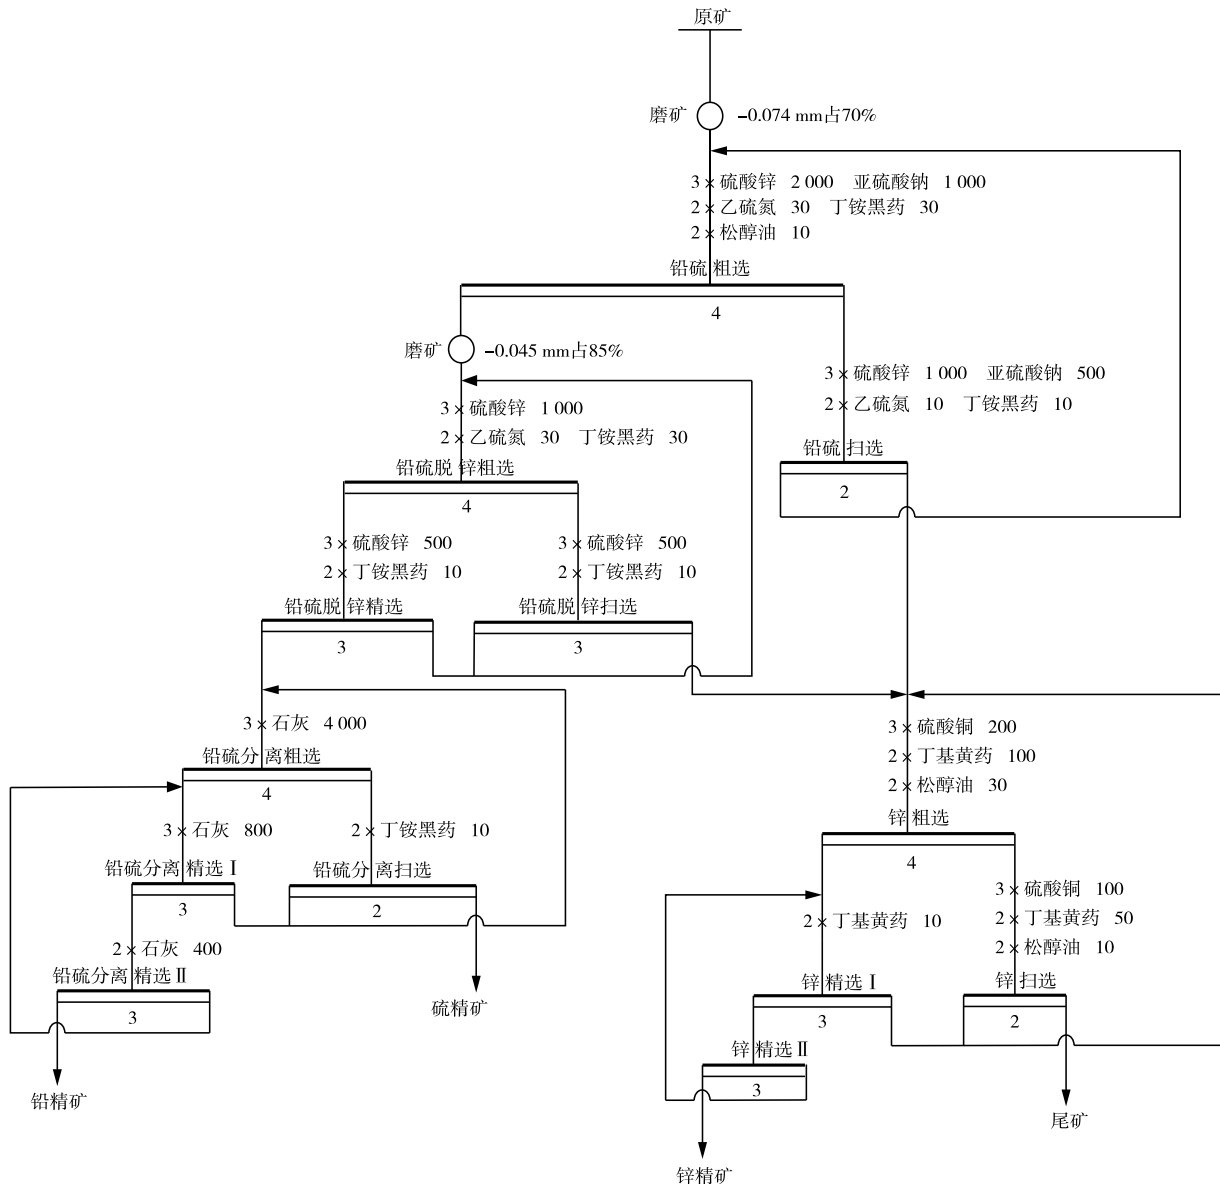 原矿
磨矿 -0.074 mm占70%
3 × 硫酸锌 2 000 亚硫酸钠 1 000
2 × 乙硫氮 30 丁铵黑药 30
2 × 松醇油 10
铅硫粗选
4
磨矿 -0.045 mm占85%
3 × 硫酸锌 1 000 亚硫酸钠 500
2 × 乙硫氮 10 丁铵黑药 10
铅硫扫选
2
3 × 硫酸锌 1 000
2 × 乙硫氮 30 丁铵黑药 30
铅硫脱锌粗选
4
3 × 硫酸锌 500
2 × 丁铵黑药 10
铅硫脱锌精选
3
3 × 硫酸锌 500
2 × 丁铵黑药 10
铅硫脱锌扫选
3
3 × 石灰 4 000
铅硫分离粗选
4
3 × 石灰 800
铅硫分离精选Ⅰ
3
2 × 丁铵黑药 10
铅硫分离扫选
2
2 × 石灰 400
铅硫分离精选Ⅱ
3
硫精矿
铅精矿
3 × 硫酸铜 200
2 × 丁基黄药 100
2 × 松醇油 30
锌粗选
4
2 × 丁基黄药 10
锌精选Ⅰ
3
3 × 硫酸铜 100
2 × 丁基黄药 50
2 × 松醇油 10
锌扫选
2
锌精选Ⅱ
3
尾矿
锌精矿